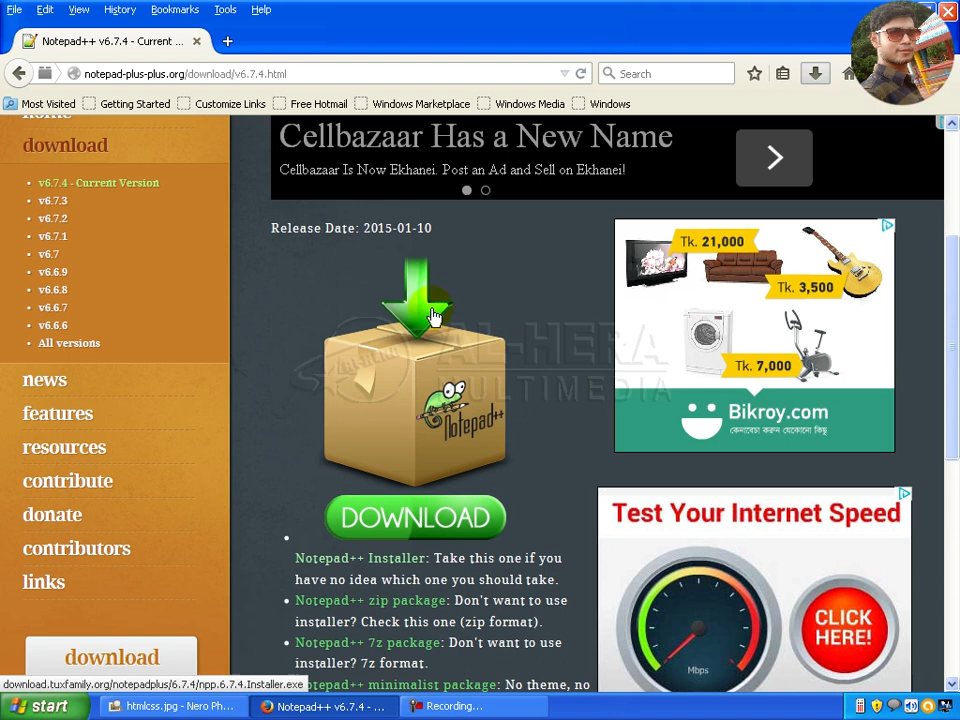 File Edit View History Bookmarks Tools Help
Notepad++ v6.7.4 - Current ...
notepad-plus-plus.org/download/v6.7.4.html
Search
Most Visited Getting Started Customize Links Free Hotmail Windows Marketplace Windows Media Windows
home
download
v6.7.4 - Current Version
v6.7.3
v6.7.2
v6.7.1
v6.7
v6.6.9
v6.6.8
v6.6.7
v6.6.6
All versions
news
features
resources
contribute
donate
contributors
links
download
Cellbazaar Has a New Name
Cellbazaar Is Now Ekhanei. Post an Ad and Sell on Ekhanei!
Release Date: 2015-01-10
Notepad++
AL-HERA
MULTIMEDIA
DOWNLOAD
Notepad++ Installer: Take this one if you
have no idea which one you should take.
Notepad++ zip package: Don't want to use
installer? Check this one (zip format).
Notepad++ 7z package: Don't want to use
installer? 7z format.
Notepad++ minimalist package: No theme, no
Tk. 21,000
Tk. 3,500
Tk. 7,000
Bikroy.com
কেনাবেচা করুন যেকোনো কিছু
Test Your Internet Speed
Mbps
CLICK
HERE!
download.tuxfamily.org/notepadplus/6.7.4/npp.6.7.4.Installer.exe
start
htmlcss.jpg - Nero Ph...
Notepad++ v6.7.4 - ...
Recording...